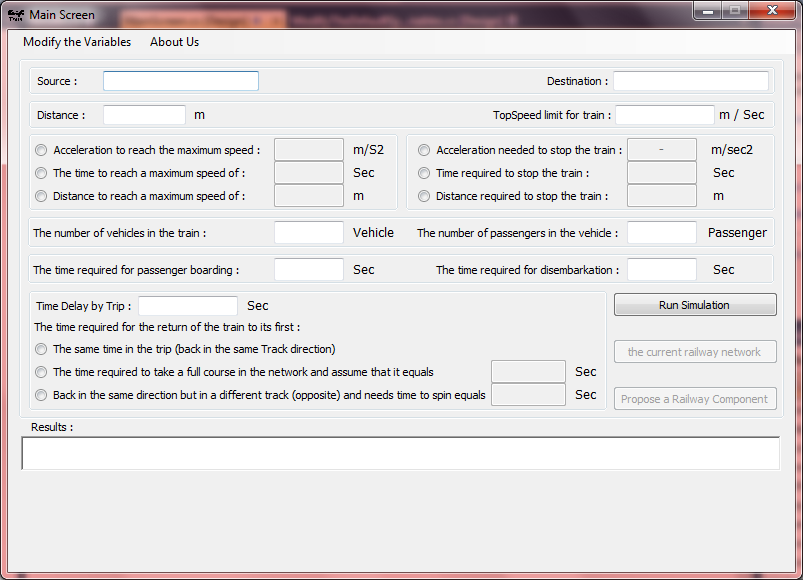 Train Main Screen
Modify the Variables About Us
Source : Destination :
Distance : m TopSpeed limit for train : m / Sec
Acceleration to reach the maximum speed : m/S2 Acceleration needed to stop the train : - m/sec2
The time to reach a maximum speed of : Sec Time required to stop the train : Sec
Distance to reach a maximum speed of : m Distance required to stop the train : m
The number of vehicles in the train : Vehicle The number of passengers in the vehicle : Passenger
The time required for passenger boarding : Sec The time required for disembarkation : Sec
Time Delay by Trip : Sec Run Simulation
The time required for the return of the train to its first :
The same time in the trip (back in the same Track direction) the current railway network
The time required to take a full course in the network and assume that it equals Sec
Back in the same direction but in a different track (opposite) and needs time to spin equals Sec Propose a Railway Component
Results :